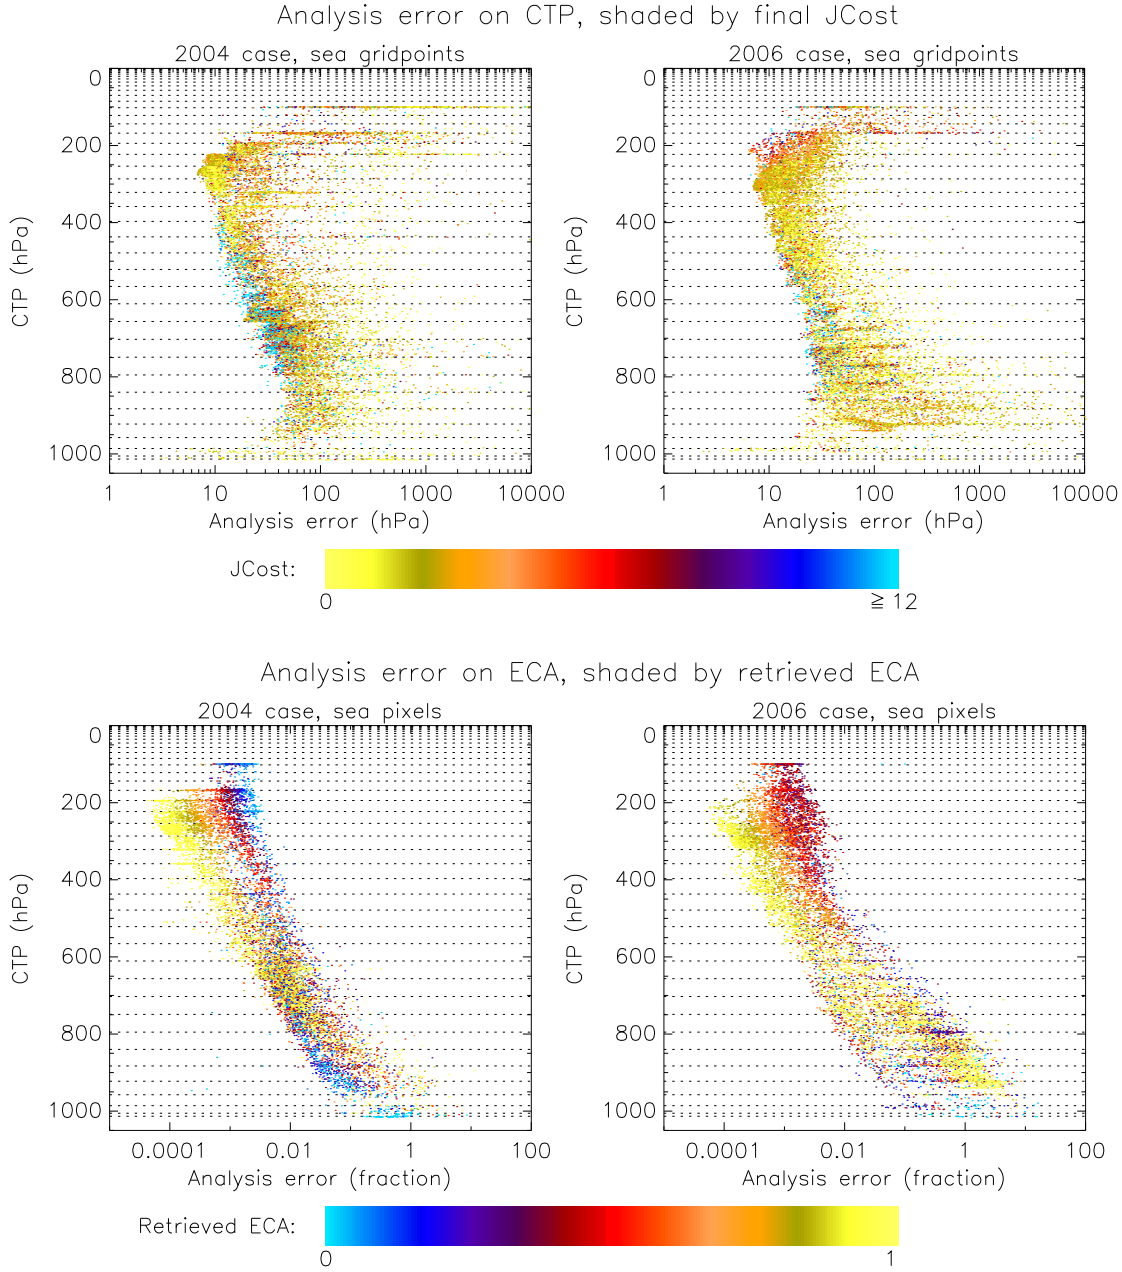 Analysis error on CTP, shaded by final JCost
2004 case, sea gridpoints
2006 case, sea gridpoints
0
200
400
600
800
1000
CTP (hPa)
1 10 100 1000 10000
Analysis error (hPa)
0
200
400
600
800
1000
CTP (hPa)
1 10 100 1000 10000
Analysis error (hPa)
JCost:
0
≧ 12
Analysis error on ECA, shaded by retrieved ECA
2004 case, sea pixels
2006 case, sea pixels
0
200
400
600
800
1000
CTP (hPa)
0.0001 0.01 1 100
Analysis error (fraction)
0
200
400
600
800
1000
CTP (hPa)
0.0001 0.01 1 100
Analysis error (fraction)
Retrieved ECA:
0
1